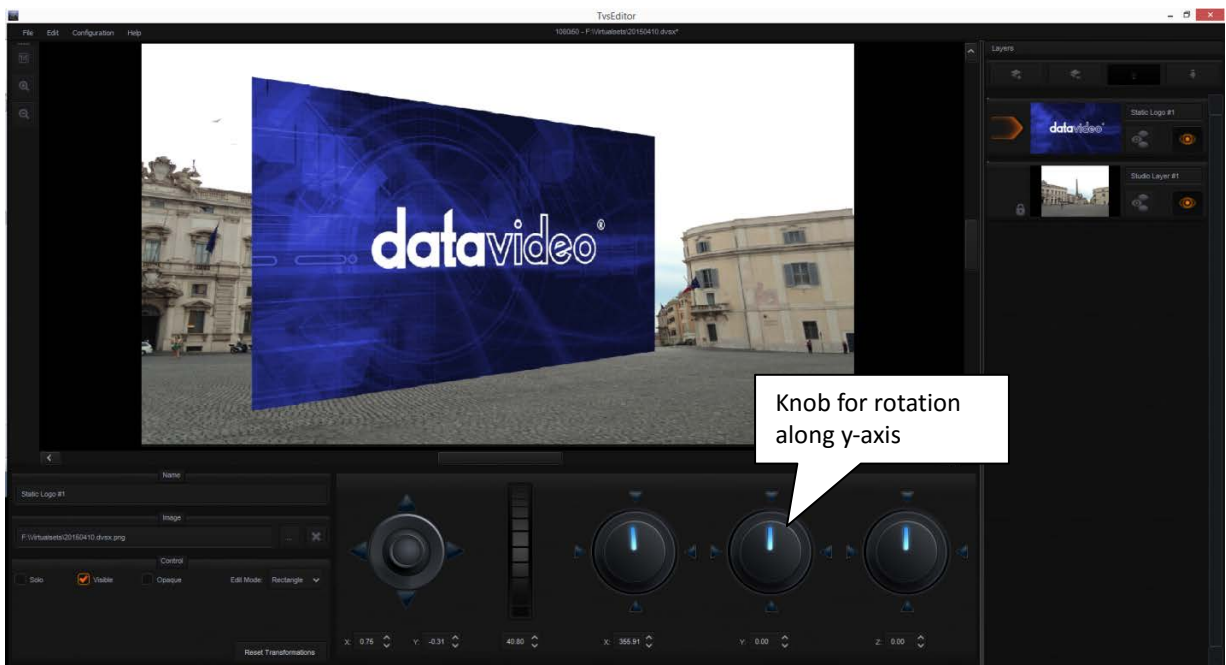 TvsEditor
File Edit Configuration Help
1080i60 - F:\Virtualsets\20150410.dvsx*
Layers
Static Logo #1
datavideo®
datavideo
Studio Layer #1
Knob for rotation
along y-axis
Name
Static Logo #1
Image
F:\Virtualsets\20160410.dvsx.png
...
Control
Solo Visible Opaque Edit Mode: Rectangle
Reset Transformations
X: 0.75 Y: -0.31 40.80 X: 355.91 Y: 0.00 Z: 0.00